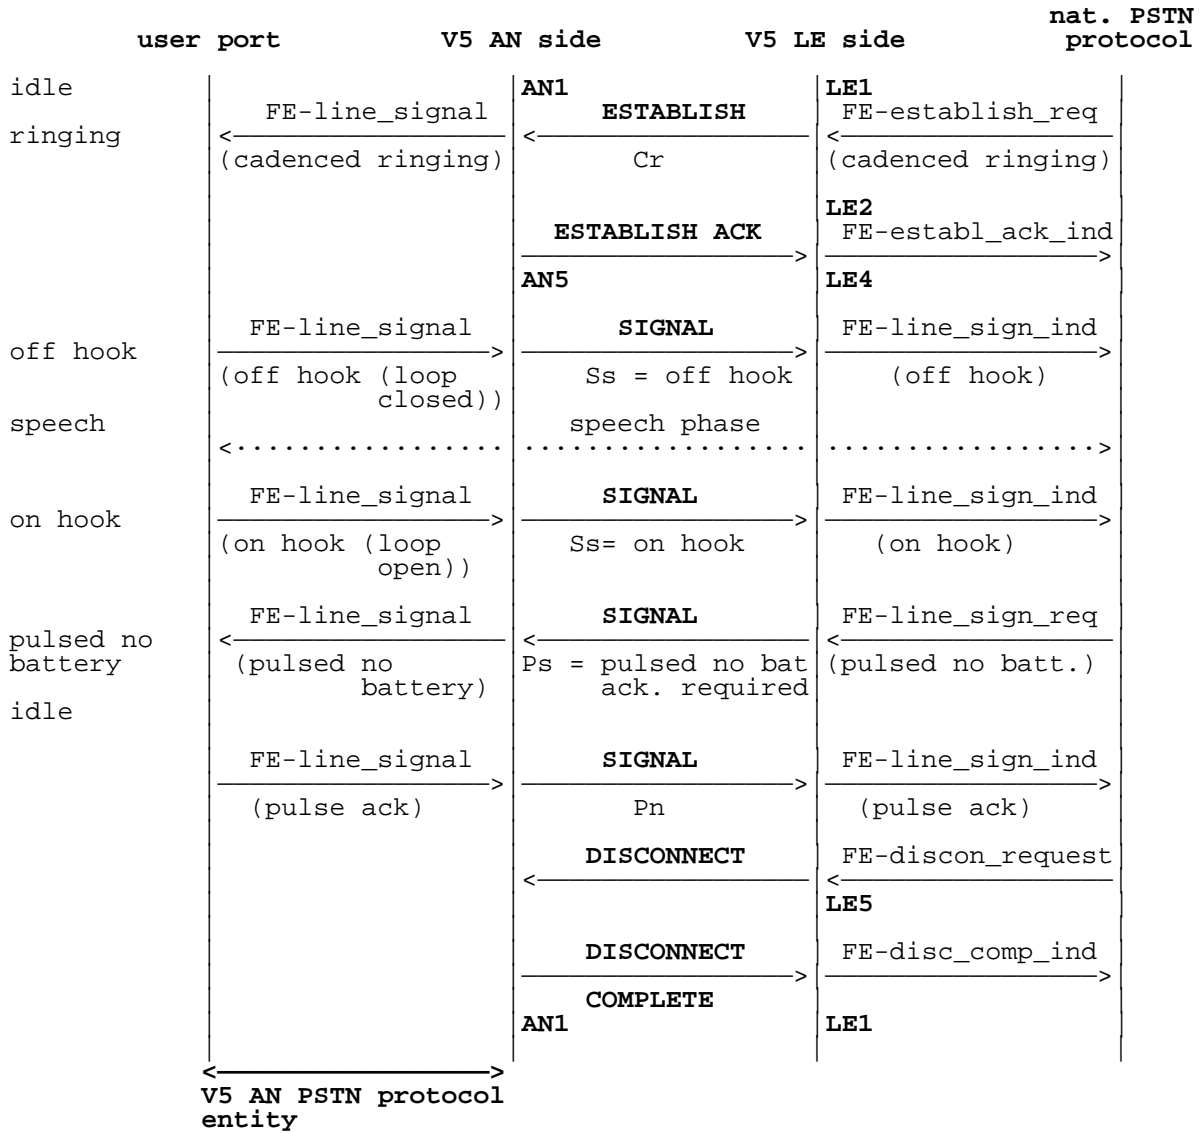 nat. PSTN
user port V5 AN side V5 LE side protocol
idle AN1 LE1
FE-line_signal ESTABLISH FE-establish_req
ringing
(cadenced ringing) Cr (cadenced ringing)
LE2
ESTABLISH ACK FE-establ_ack_ind
AN5 LE4
FE-line_signal SIGNAL FE-line_sign_ind
off hook
(off hook (loop Ss = off hook (off hook)
closed))
speech speech phase
FE-line_signal SIGNAL FE-line_sign_ind
on hook
(on hook (loop Ss= on hook (on hook)
open))
FE-line_signal SIGNAL FE-line_sign_req
pulsed no
battery (pulsed no Ps = pulsed no bat (pulsed no batt.)
battery) ack. required
idle
FE-line_signal SIGNAL FE-line_sign_ind
(pulse ack) Pn (pulse ack)
DISCONNECT FE-discon_request
LE5
DISCONNECT FE-disc_comp_ind
COMPLETE
AN1 LE1
V5 AN PSTN protocol
entity